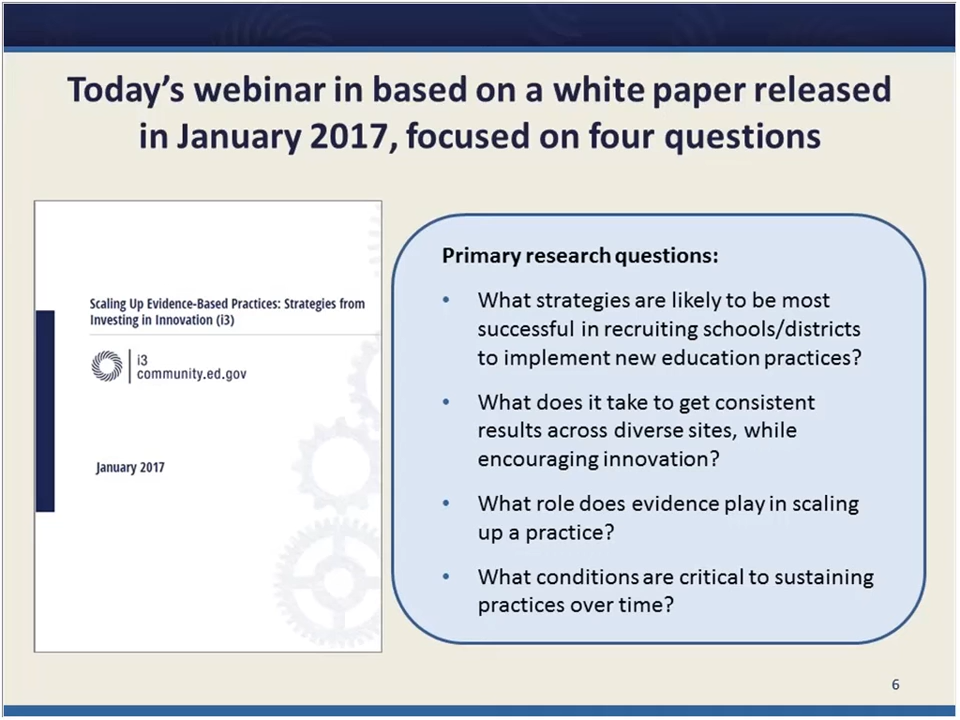 Today's webinar in based on a white paper released
in January 2017, focused on four questions
Scaling Up Evidence-Based Practices: Strategies from
Investing in Innovation (i3)
i3
community.ed.gov
January 2017
Primary research questions:
• What strategies are likely to be most
successful in recruiting schools/districts
to implement new education practices?
• What does it take to get consistent
results across diverse sites, while
encouraging innovation?
• What role does evidence play in scaling
up a practice?
• What conditions are critical to sustaining
practices over time?
6